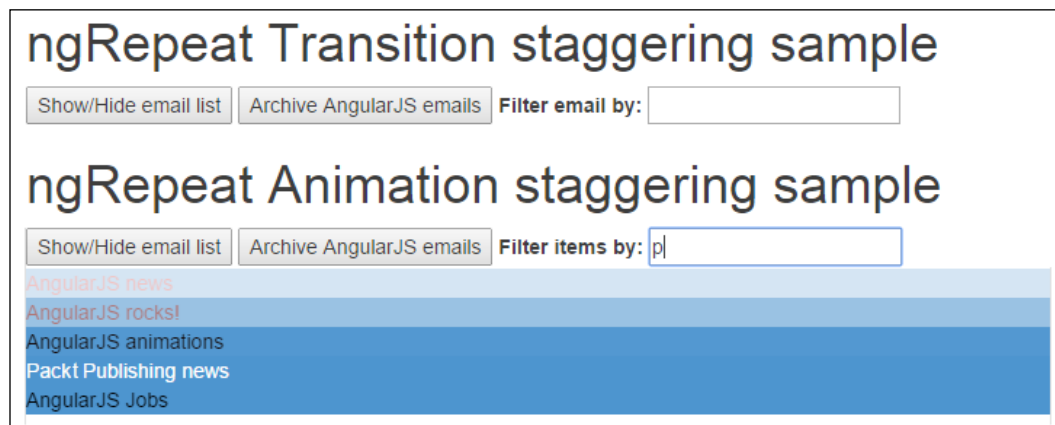 ngRepeat Transition staggering sample
Show/Hide email list Archive AngularJS emails Filter email by:
ngRepeat Animation staggering sample
Show/Hide email list Archive AngularJS emails Filter items by: p
AngularJS news
AngularJS rocks!
AngularJS animations
Packt Publishing news
AngularJS Jobs